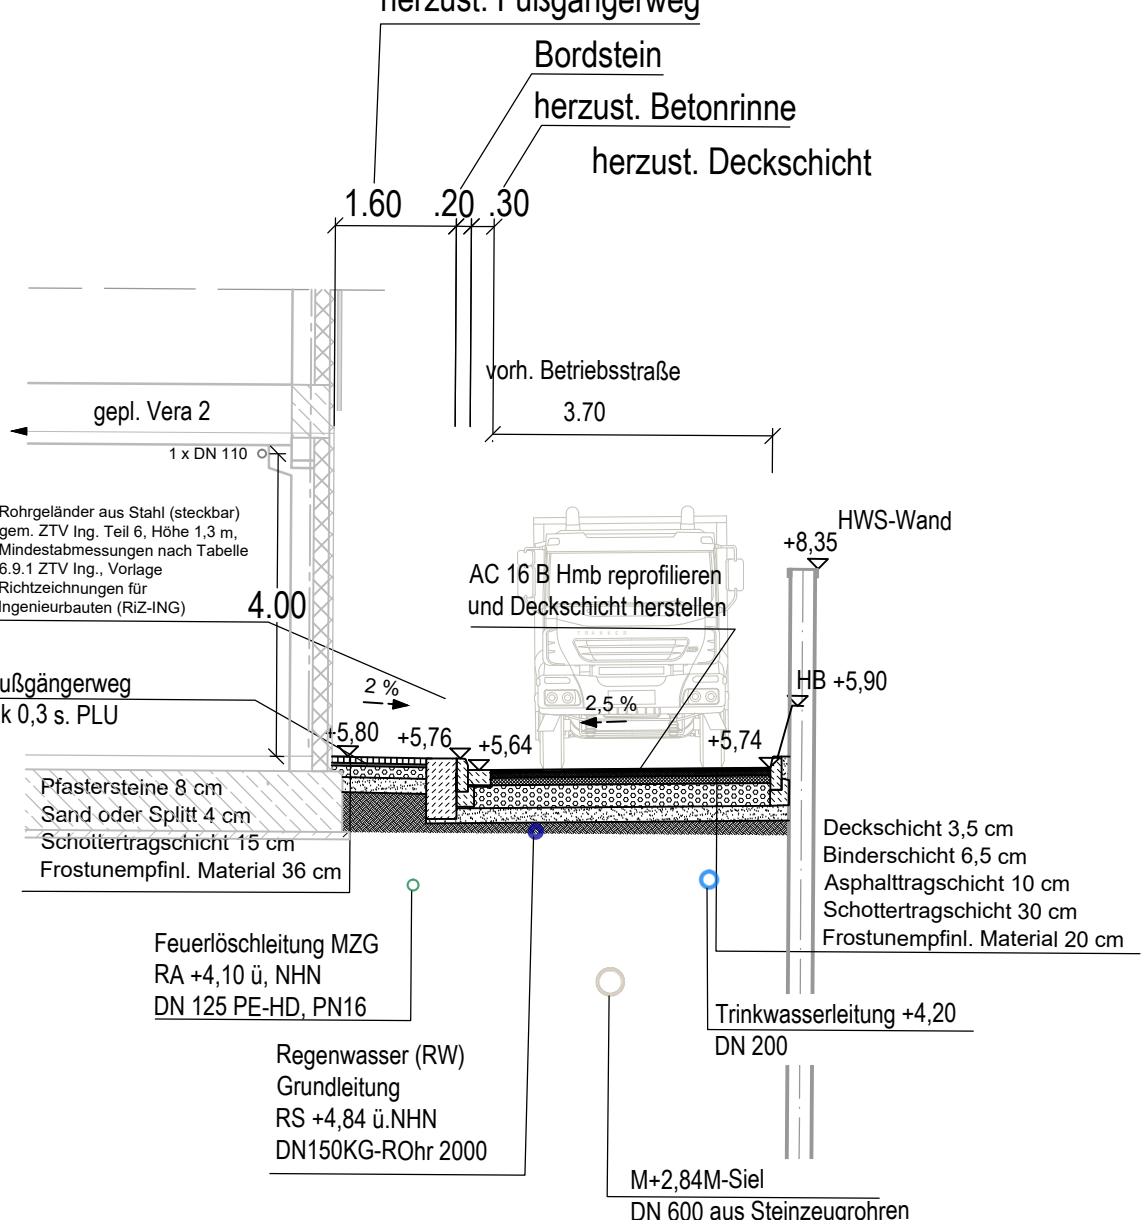 herzust. Fußgängerweg
Bordstein
herzust. Betonrinne
herzust. Deckschicht
1.60 .20 .30
vorh. Betriebsstraße
3.70
gepl. Vera 2
1 x DN 110
Rohrgeländer aus Stahl (steckbar)
gem. ZTV Ing. Teil 6, Höhe 1,3 m,
Mindestabmessungen nach Tabelle
6.9.1 ZTV Ing., Vorlage
Richtzeichnungen für
Ingenieurbauten (RiZ-ING)
4.00
HWS-Wand
+8,35
AC 16 B Hmb reprofilieren
und Deckschicht herstellen
HB +5,90
ußgängerweg
k 0,3 s. PLU
2 %
2,5 %
+5,80
+5,76
+5,64
+5,74
Pfastersteine 8 cm
Sand oder Splitt 4 cm
Schottertragschicht 15 cm
Frostunempfinl. Material 36 cm
Deckschicht 3,5 cm
Binderschicht 6,5 cm
Asphalttragschicht 10 cm
Schottertragschicht 30 cm
Frostunempfinl. Material 20 cm
Feuerlöschleitung MZG
RA +4,10 ü, NHN
DN 125 PE-HD, PN16
Trinkwasserleitung +4,20
DN 200
Regenwasser (RW)
Grundleitung
RS +4,84 ü.NHN
DN150KG-ROhr 2000
M+2,84M-Siel
DN 600 aus Steinzeugrohren